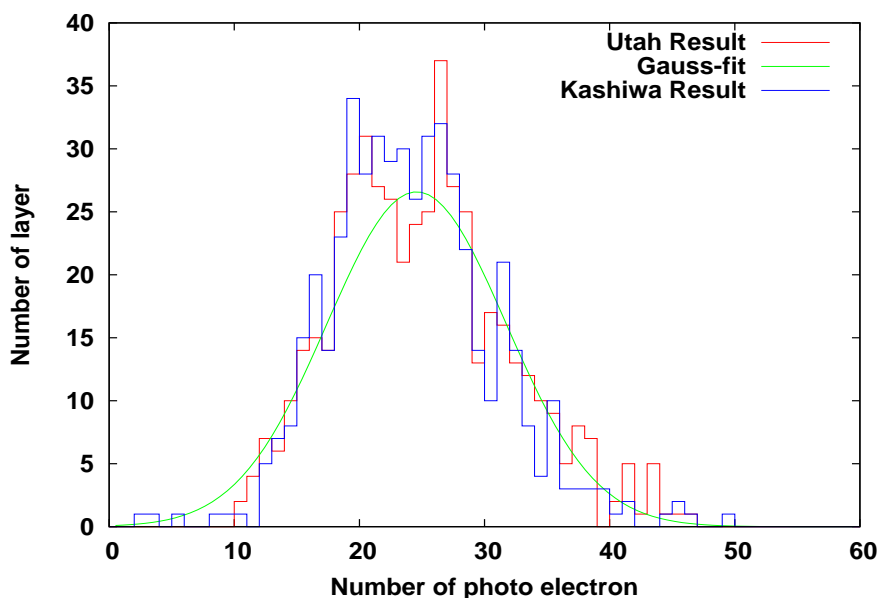 40
35
30
25
20
15
10
5
0
Number of layer
Utah Result
Gauss-fit
Kashiwa Result
0 10 20 30 40 50 60
Number of photo electron